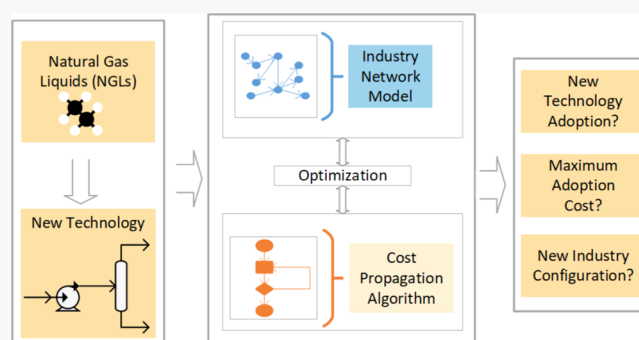 Natural Gas
Liquids (NGLs)
New Technology
Industry
Network
Model
Optimization
Cost
Propagation
Algorithm
New
Technology
Adoption?
Maximum
Adoption
Cost?
New Industry
Configuration?